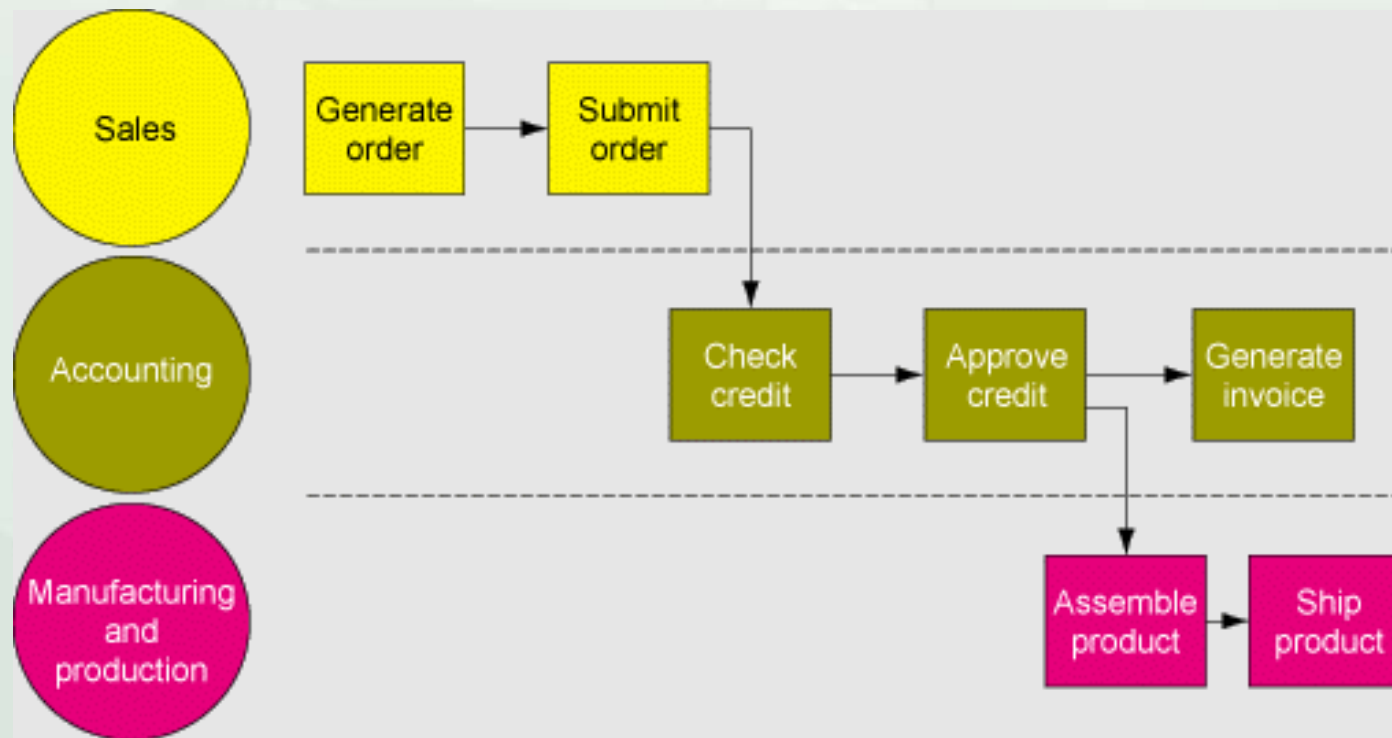 Sales
Generate
order
Submit
order
Accounting
Check
credit
Approve
credit
Generate
invoice
Manufacturing
and
production
Assemble
product
Ship
product